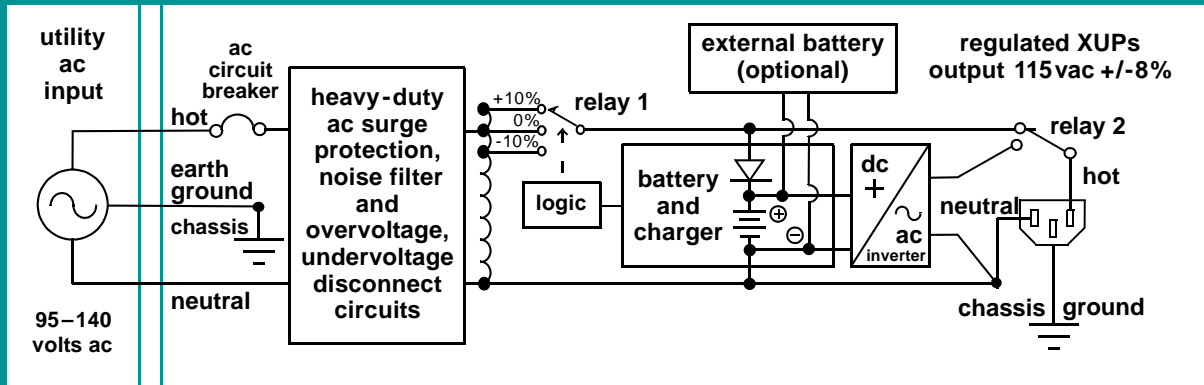 utility
ac
input
ac
circuit
breaker
hot
earth
ground
chassis
neutral
95–140
volts ac
heavy-duty
ac surge
protection,
noise filter
and
overvoltage,
undervoltage
disconnect
circuits
+10%
0%
-10%
relay 1
logic
external battery
(optional)
battery
and
charger
+
−
dc
+
ac
inverter
regulated XUPs
output 115vac +/-8%
relay 2
hot
neutral
chassis ground